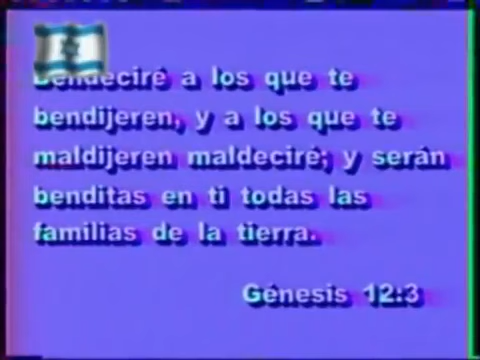 Bendeciré a los que te
bendijeren, y a los que te
maldijeren maldeciré; y serán
benditas en ti todas las
familias de la tierra.
Génesis 12:3